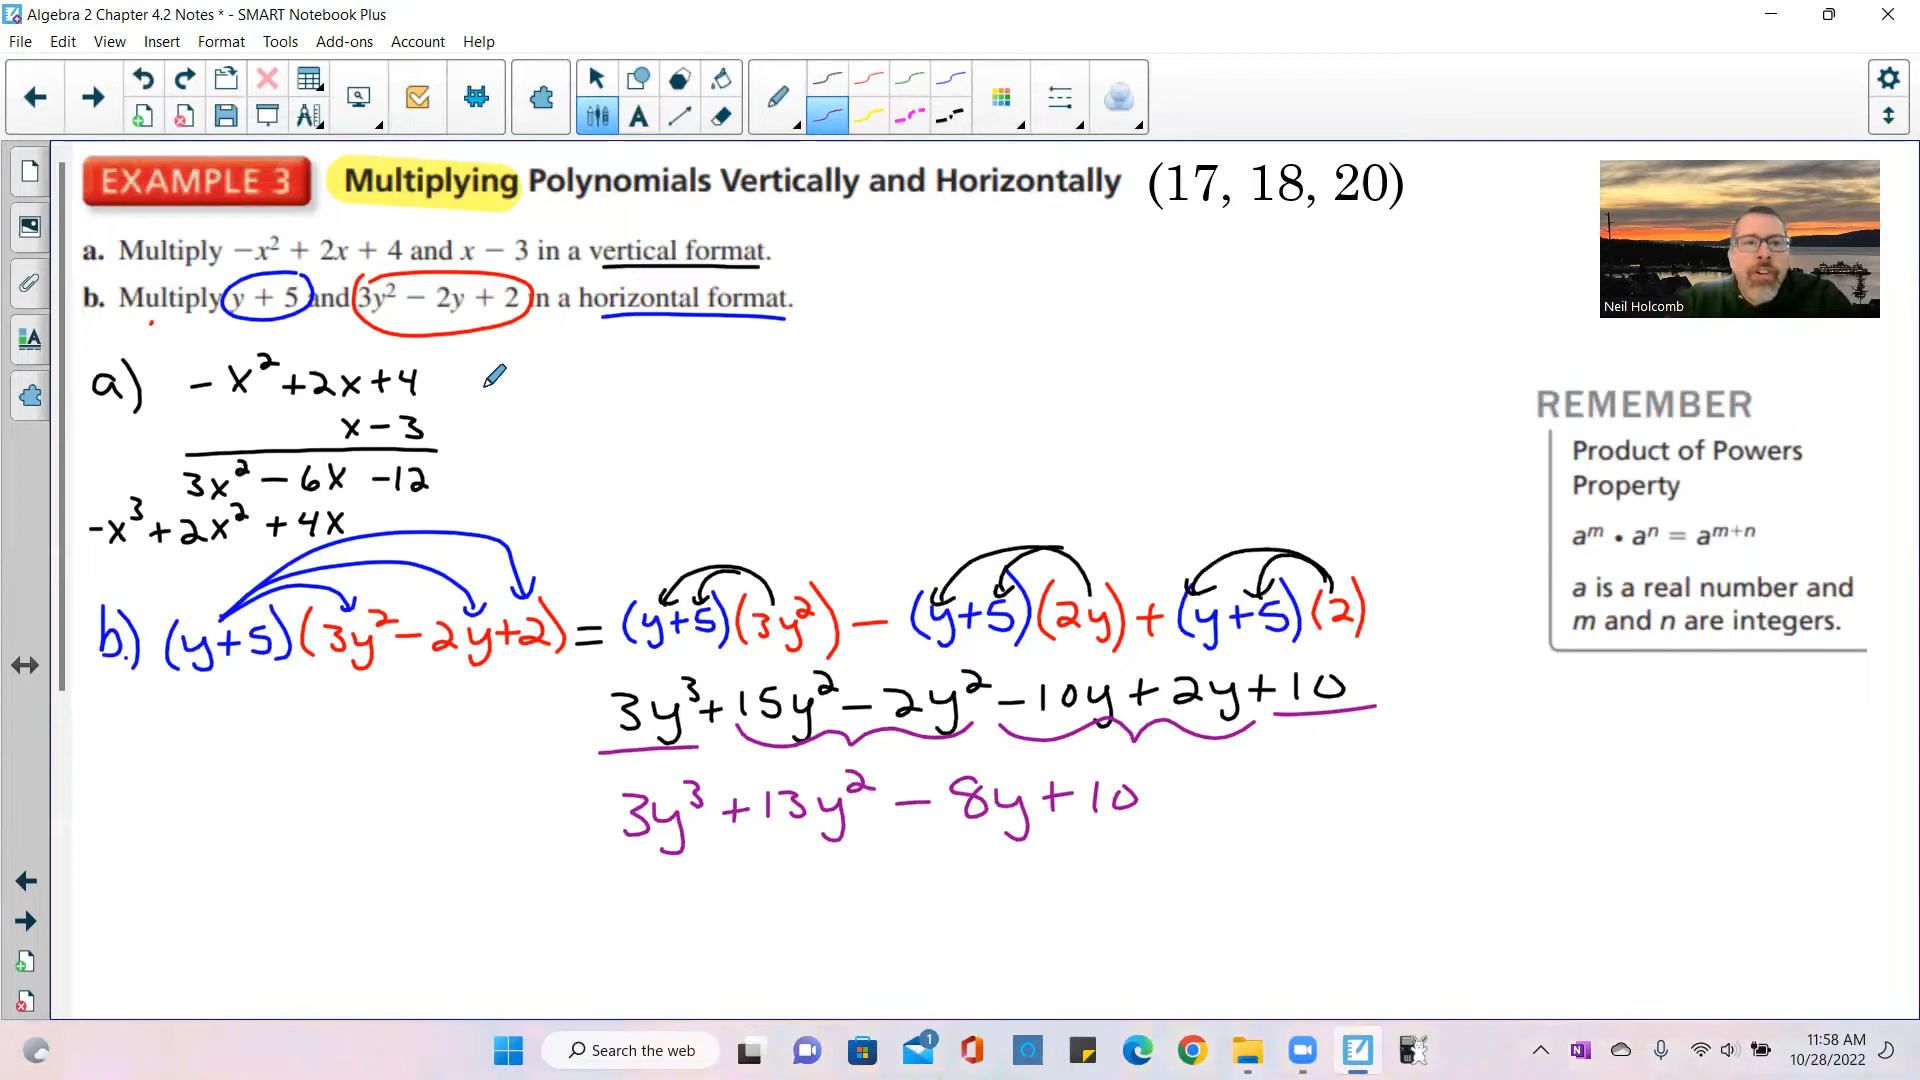 Algebra 2 Chapter 4.2 Notes * - SMART Notebook Plus
File Edit View Insert Format Tools Add-ons Account Help
EXAMPLE 3 Multiplying Polynomials Vertically and Horizontally (17, 18, 20)
a. Multiply −x² + 2x + 4 and x − 3 in a vertical format.
b. Multiply y + 5 and 3y² − 2y + 2 in a horizontal format.
Neil Holcomb
a) -x²+2x+4
x-3
3x²-6x-12
-x³+2x²+4x
REMEMBER
Product of Powers
Property
aᵐ • aⁿ = aᵐ⁺ⁿ
a is a real number and
m and n are integers.
b.) (y+5)(3y²-2y+2) = (y+5)(3y²) - (y+5)(2y) + (y+5)(2)
3y³+15y²-2y²-10y+2y+10
3y³+13y²-8y+10
Search the web
1
11:58 AM
10/28/2022